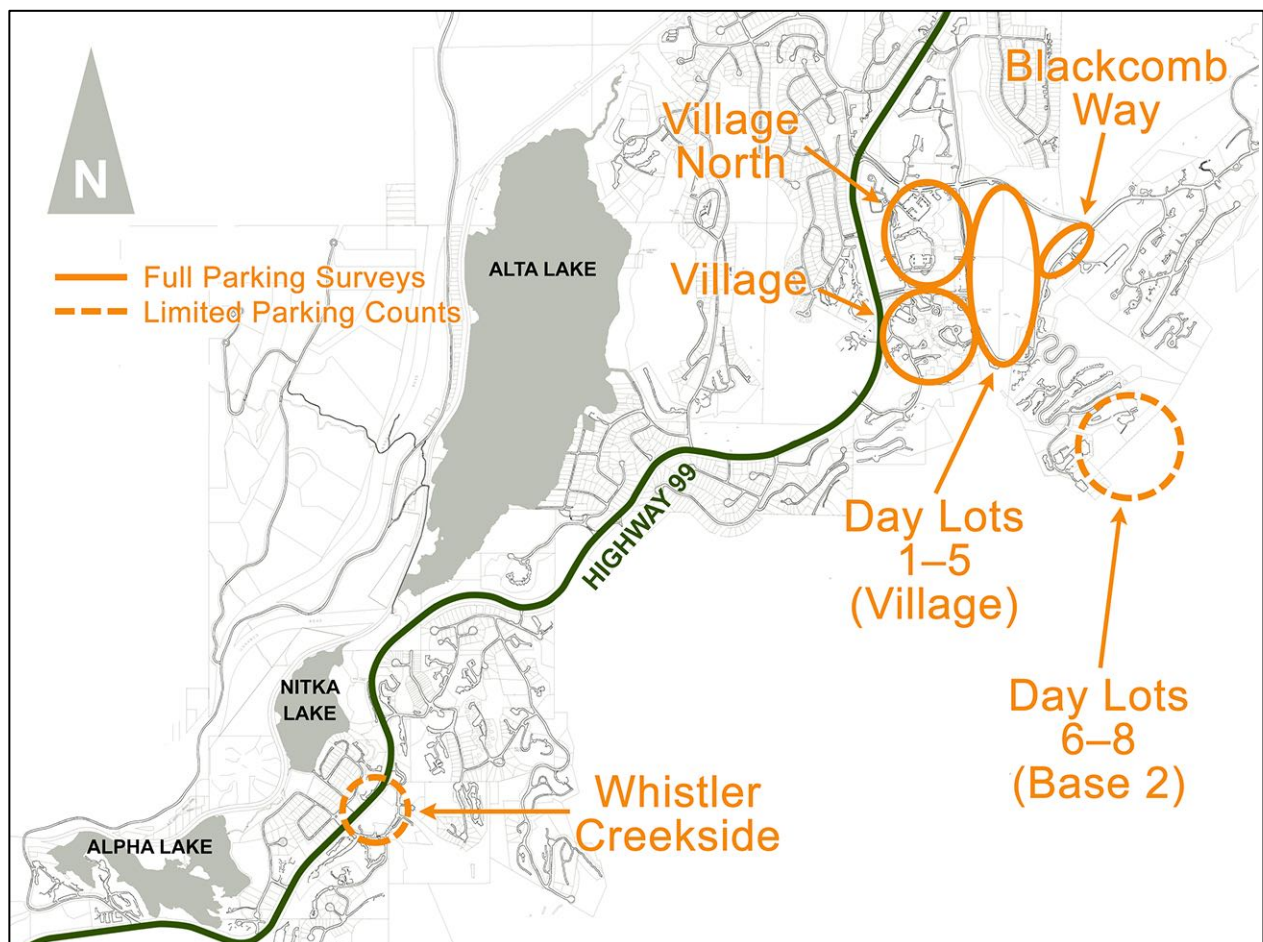 Blackcomb
Way
Village
North
N
ALTA LAKE
Full Parking Surveys
Limited Parking Counts
Village
HIGHWAY 99
Day Lots
1–5
(Village)
NITKA
LAKE
Day Lots
6–8
(Base 2)
Whistler
Creekside
ALPHA LAKE